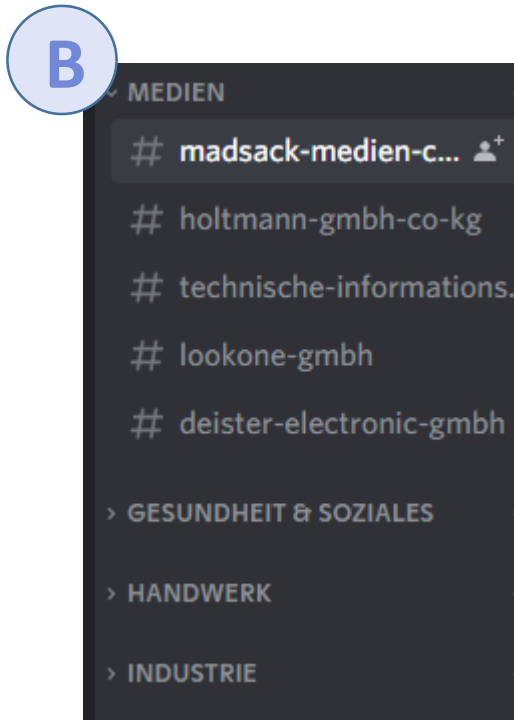 B
MEDIEN
# madsack-medien-c...
# holtmann-gmbh-co-kg
# technische-informations.
# lookone-gmbh
# deister-electronic-gmbh
> GESUNDHEIT & SOZIALES
> HANDWERK
> INDUSTRIE